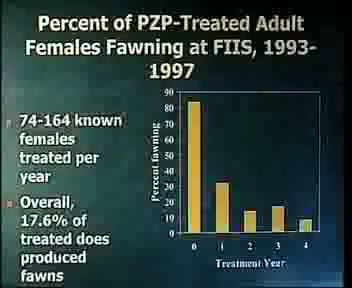 Percent of PZP-Treated Adult
Females Fawning at FIIS, 1993-
1997
74-164 known
females
treated per
year
Overall,
17.6% of
treated does
produced
fawns
Percent fawning
90
80
70
60
50
40
30
20
10
0
0 1 2 3 4
Treatment Year